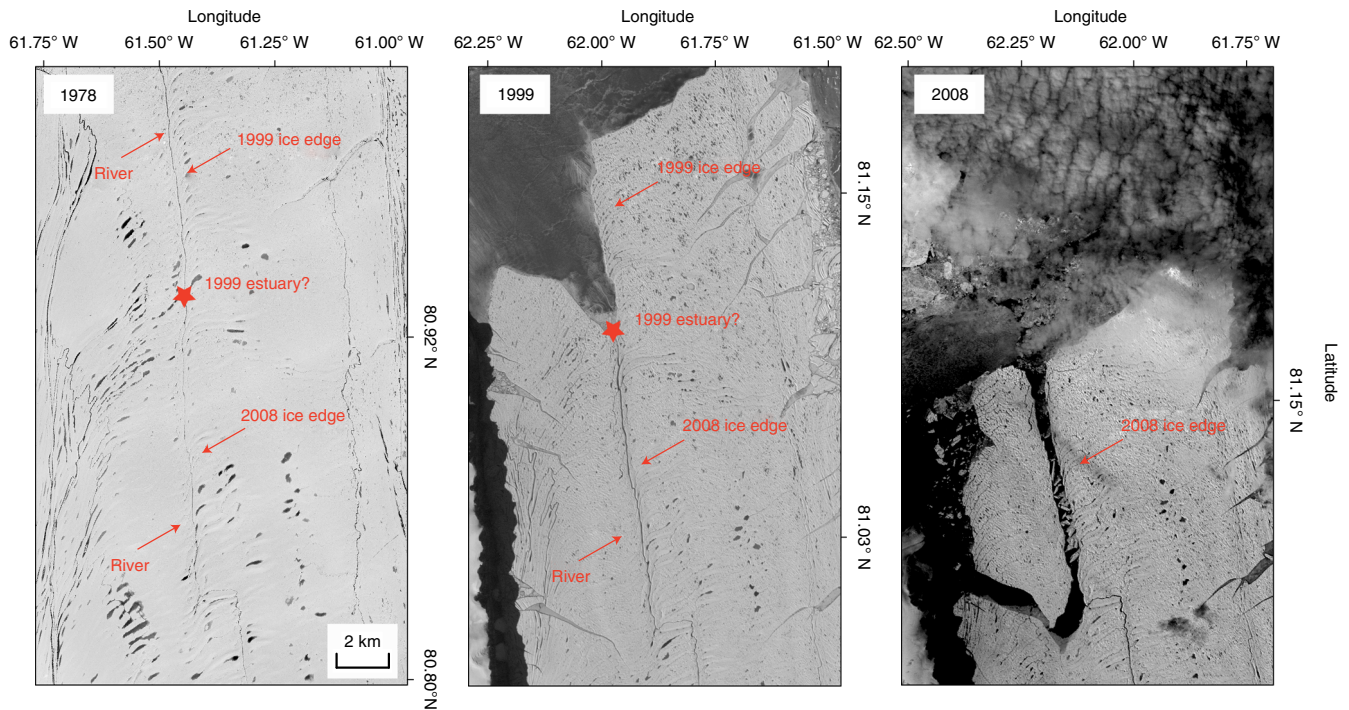 Longitude
Longitude
Longitude
61.75° W 61.50° W 61.25° W 61.00° W
62.25° W 62.00° W 61.75° W 61.50° W
62.50° W 62.25° W 62.00° W 61.75° W
1978
1999 ice edge
River
1999 estuary?
2008 ice edge
River
2 km
80.92° N
80.80°N
1999
1999 ice edge
1999 estuary?
2008 ice edge
River
81.15° N
81.03° N
2008
2008 ice edge
81.15° N
Latitude